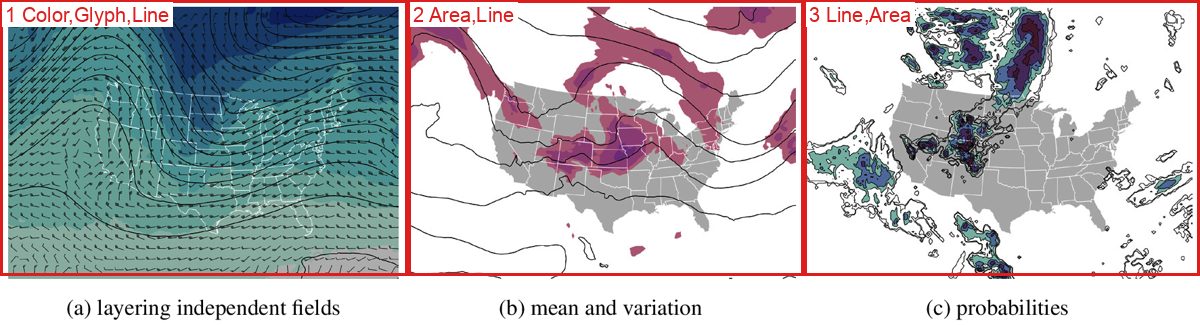 1 Color,Glyph,Line
2 Area,Line
3 Line,Area
(a) layering independent fields
(b) mean and variation
(c) probabilities